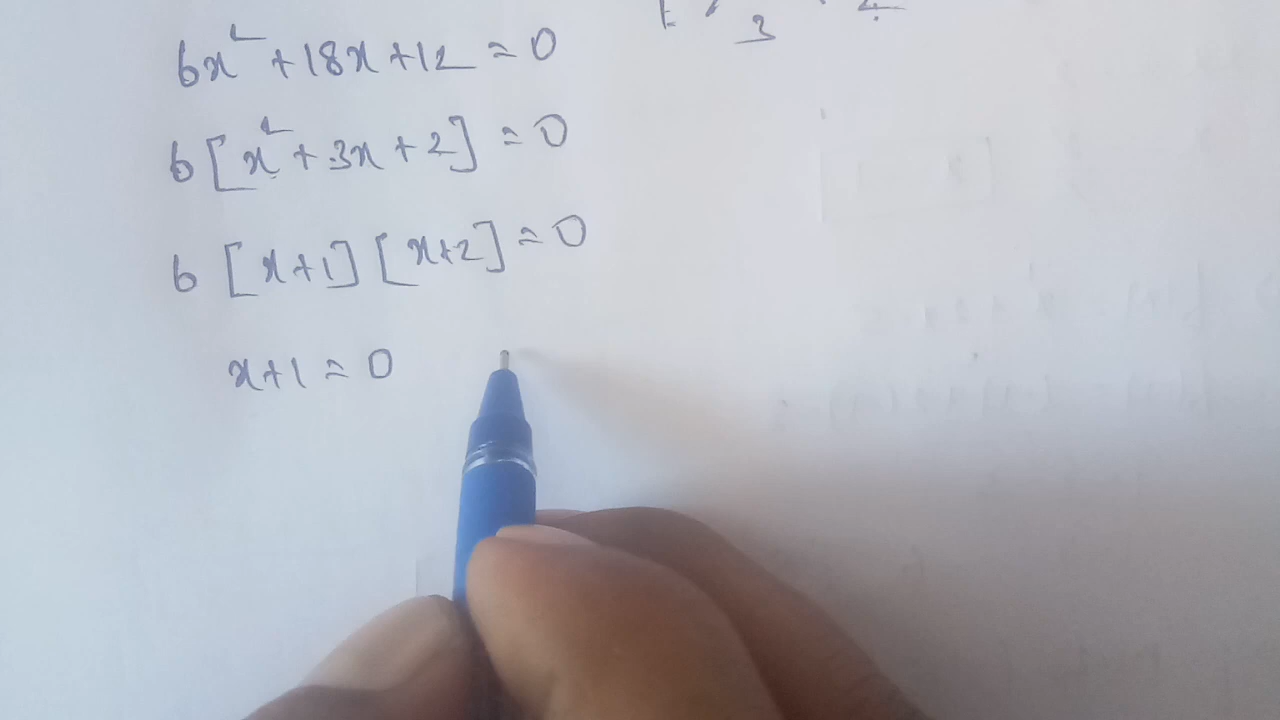 6x² + 18x + 12 = 0
6 [x² + 3x + 2] = 0
6 [x+1] [x+2] = 0
x+1 = 0